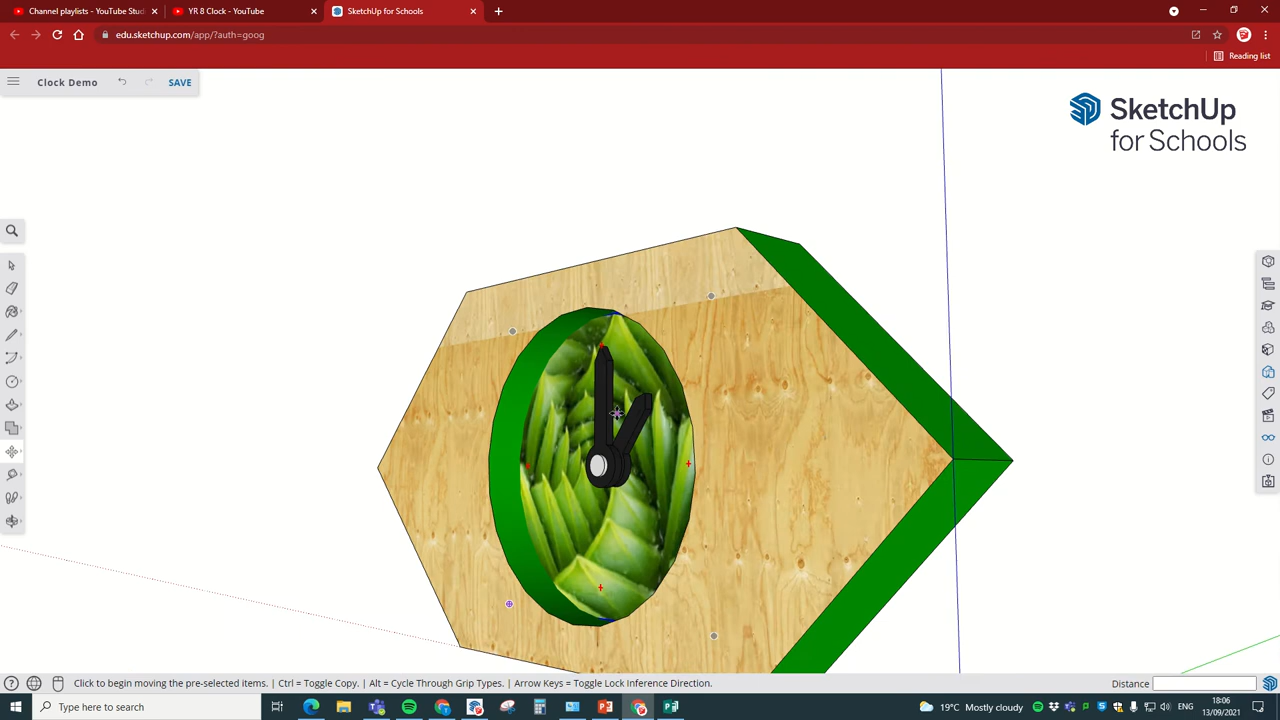 Channel playlists - YouTube Stud
YR 8 Clock - YouTube
SketchUp for Schools
edu.sketchup.com/app/?auth=goog
Reading list
Clock Demo
SAVE
SketchUp
for Schools
Click to begin moving the pre-selected items. | Ctrl = Toggle Copy. | Alt = Cycle Through Grip Types. | Arrow Keys = Toggle Lock Inference Direction.
Distance
Type here to search
19°C Mostly cloudy
ENG
18:06
13/09/2021